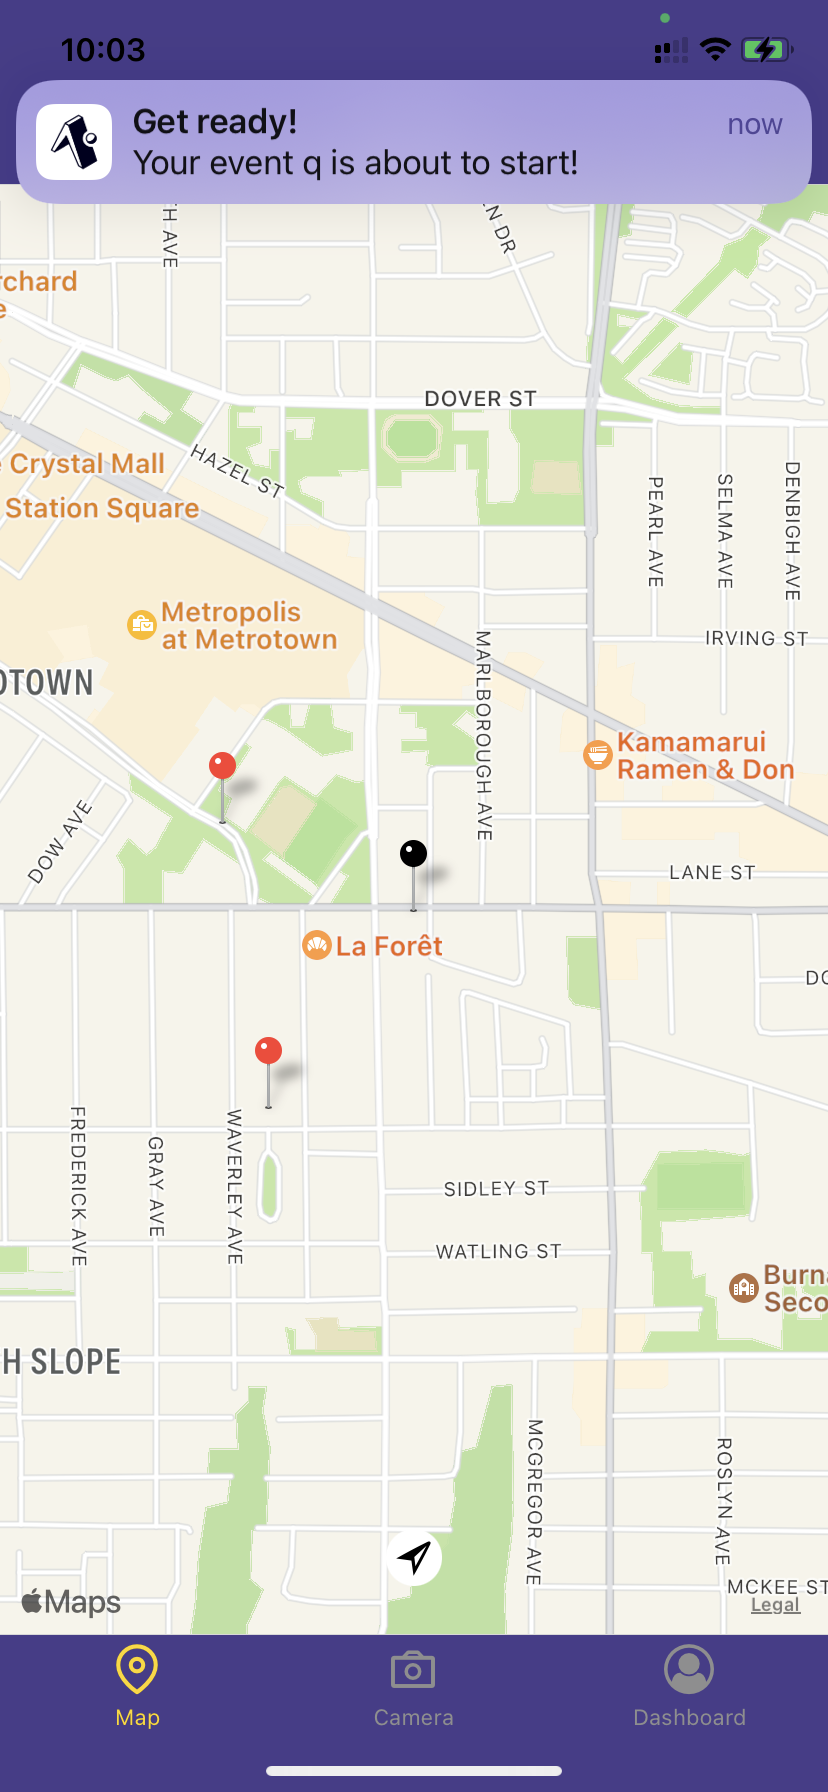 10:03
Get ready!
now
Your event q is about to start!
DOVER ST
HAZEL ST
Crystal Mall
Station Square
PEARL AVE
SELMA AVE
DENBIGH AVE
Metropolis
at Metrotown
IRVING ST
MARLBOROUGH AVE
Kamamarui
Ramen & Don
DOW AVE
LANE ST
La Forêt
FREDERICK AVE
GRAY AVE
WAVERLEY AVE
SIDLEY ST
WATLING ST
SLOPE
MCGREGOR AVE
ROSLYN AVE
MCKEE ST
Maps
Legal
Map
Camera
Dashboard